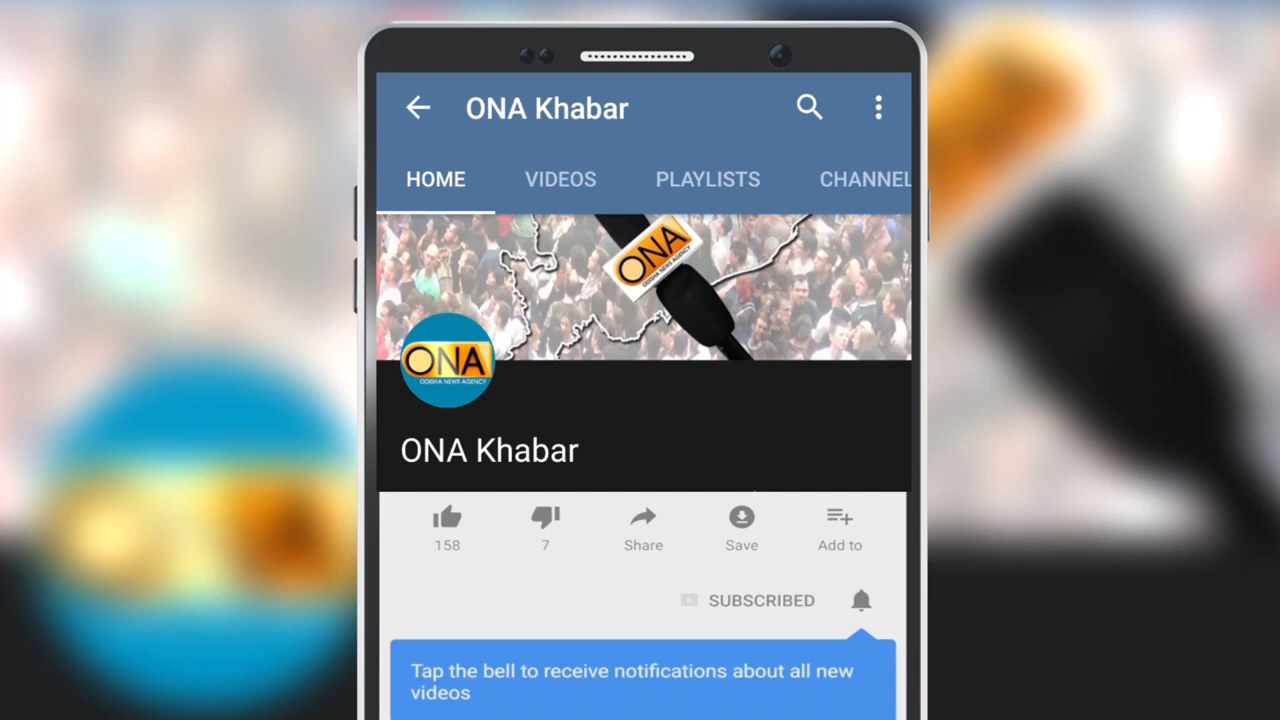 ONA Khabar
HOME VIDEOS PLAYLISTS CHANNEL
ONA
ODISHA NEWS AGENCY
ONA
ODISHA NEWS AGENCY
ONA Khabar
158 7 Share Save Add to
SUBSCRIBED
Tap the bell to receive notifications about all new
videos